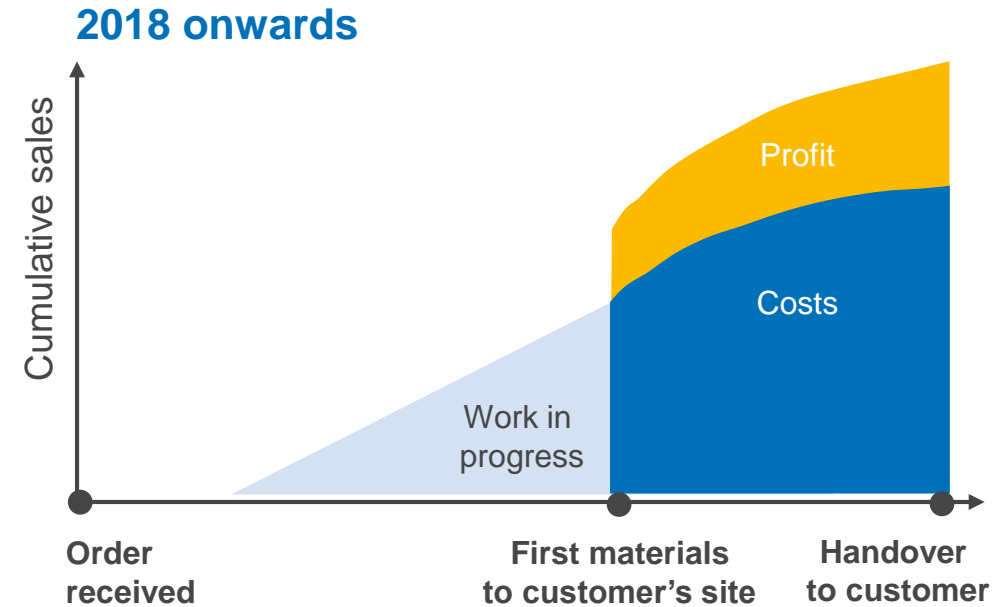 2018 onwards
Cumulative sales
Profit
Costs
Work in
progress
Order
received
First materials
to customer’s site
Handover
to customer